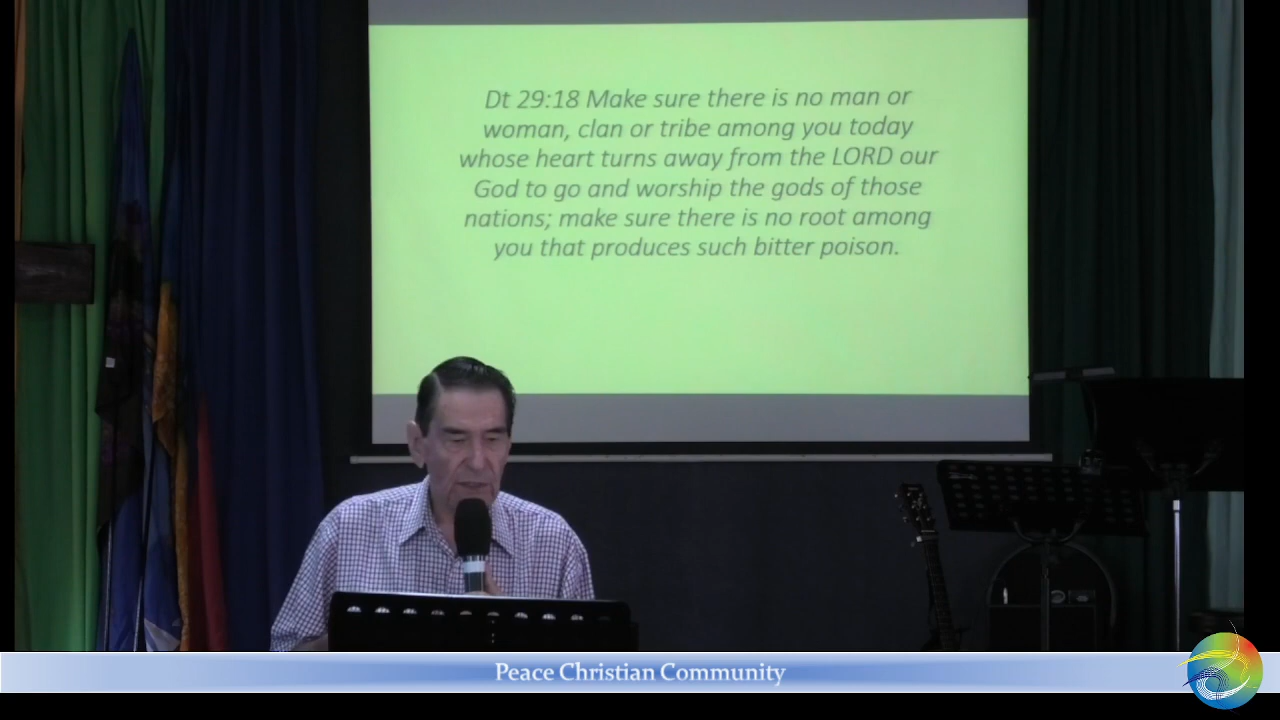 Dt 29:18 Make sure there is no man or
woman, clan or tribe among you today
whose heart turns away from the LORD our
God to go and worship the gods of those
nations; make sure there is no root among
you that produces such bitter poison.
Peace Christian Community